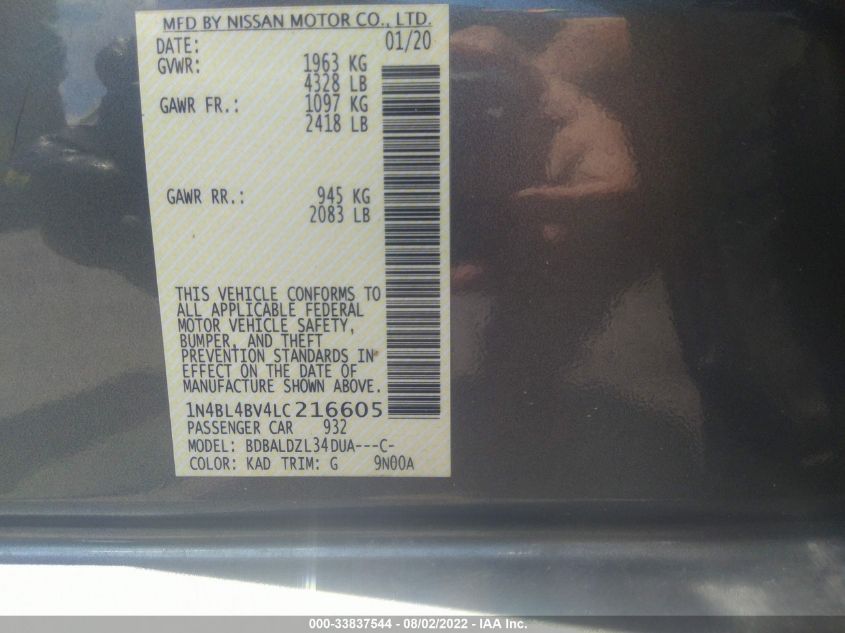 MFD BY NISSAN MOTOR CO., LTD.
DATE: 01/20
GVWR: 1963 KG
4328 LB
GAWR FR.: 1097 KG
2418 LB
GAWR RR.: 945 KG
2083 LB
THIS VEHICLE CONFORMS TO
ALL APPLICABLE FEDERAL
MOTOR VEHICLE SAFETY,
BUMPER, AND THEFT
PREVENTION STANDARDS IN
EFFECT ON THE DATE OF
MANUFACTURE SHOWN ABOVE.
1N4BL4BV4LC216605
PASSENGER CAR 932
MODEL: BDBALDZL34DUA---C-
COLOR: KAD TRIM: G 9N00A
000-33837544 - 08/02/2022 - IAA Inc.